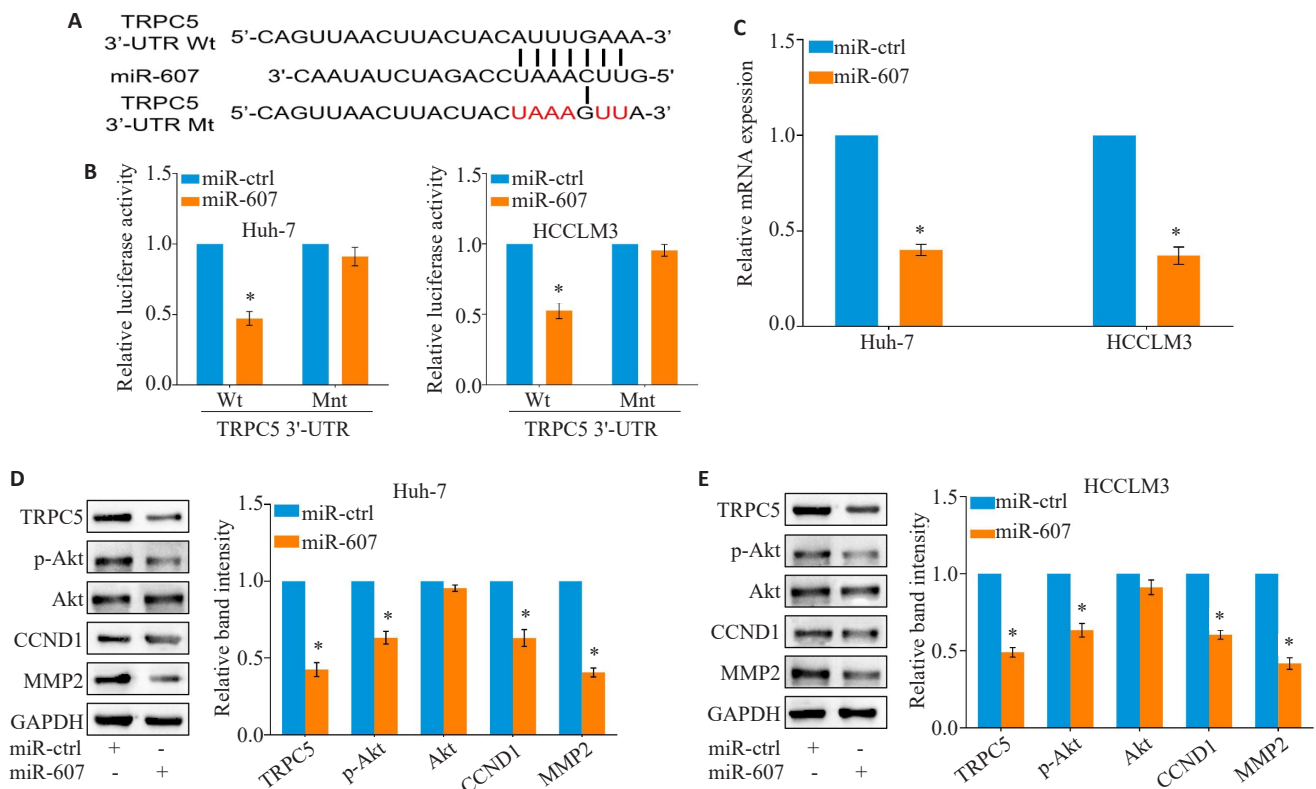 A
TRPC5
3'-UTR Wt
5'-CAGUUAACUUACUACAUUUGAAA-3'
miR-607
3'-CAAUAUCUAGACCUAAACUUG-5'
TRPC5
3'-UTR Mt
5'-CAGUUAACUUACUACUAAAGUUA-3'
B
Relative luciferase activity
1.5
1.0
0.5
0.0
miR-ctrl
miR-607
Huh-7
*
Wt
Mnt
TRPC5 3'-UTR
Relative luciferase activity
1.5
1.0
0.5
0.0
miR-ctrl
miR-607
HCCLM3
*
Wt
Mnt
TRPC5 3'-UTR
C
Relative mRNA expession
1.5
1.0
0.5
0.0
miR-ctrl
miR-607
*
*
Huh-7
HCCLM3
D
TRPC5
p-Akt
Akt
CCND1
MMP2
GAPDH
miR-ctrl + -
miR-607 - +
Huh-7
Relative band intensity
1.5
1.0
0.5
0.0
miR-ctrl
miR-607
*
*
*
*
TRPC5
p-Akt
Akt
CCND1
MMP2
E
TRPC5
p-Akt
Akt
CCND1
MMP2
GAPDH
miR-ctrl + -
miR-607 - +
HCCLM3
Relative band intensity
1.5
1.0
0.5
0.0
miR-ctrl
miR-607
*
*
*
*
TRPC5
p-Akt
Akt
CCND1
MMP2